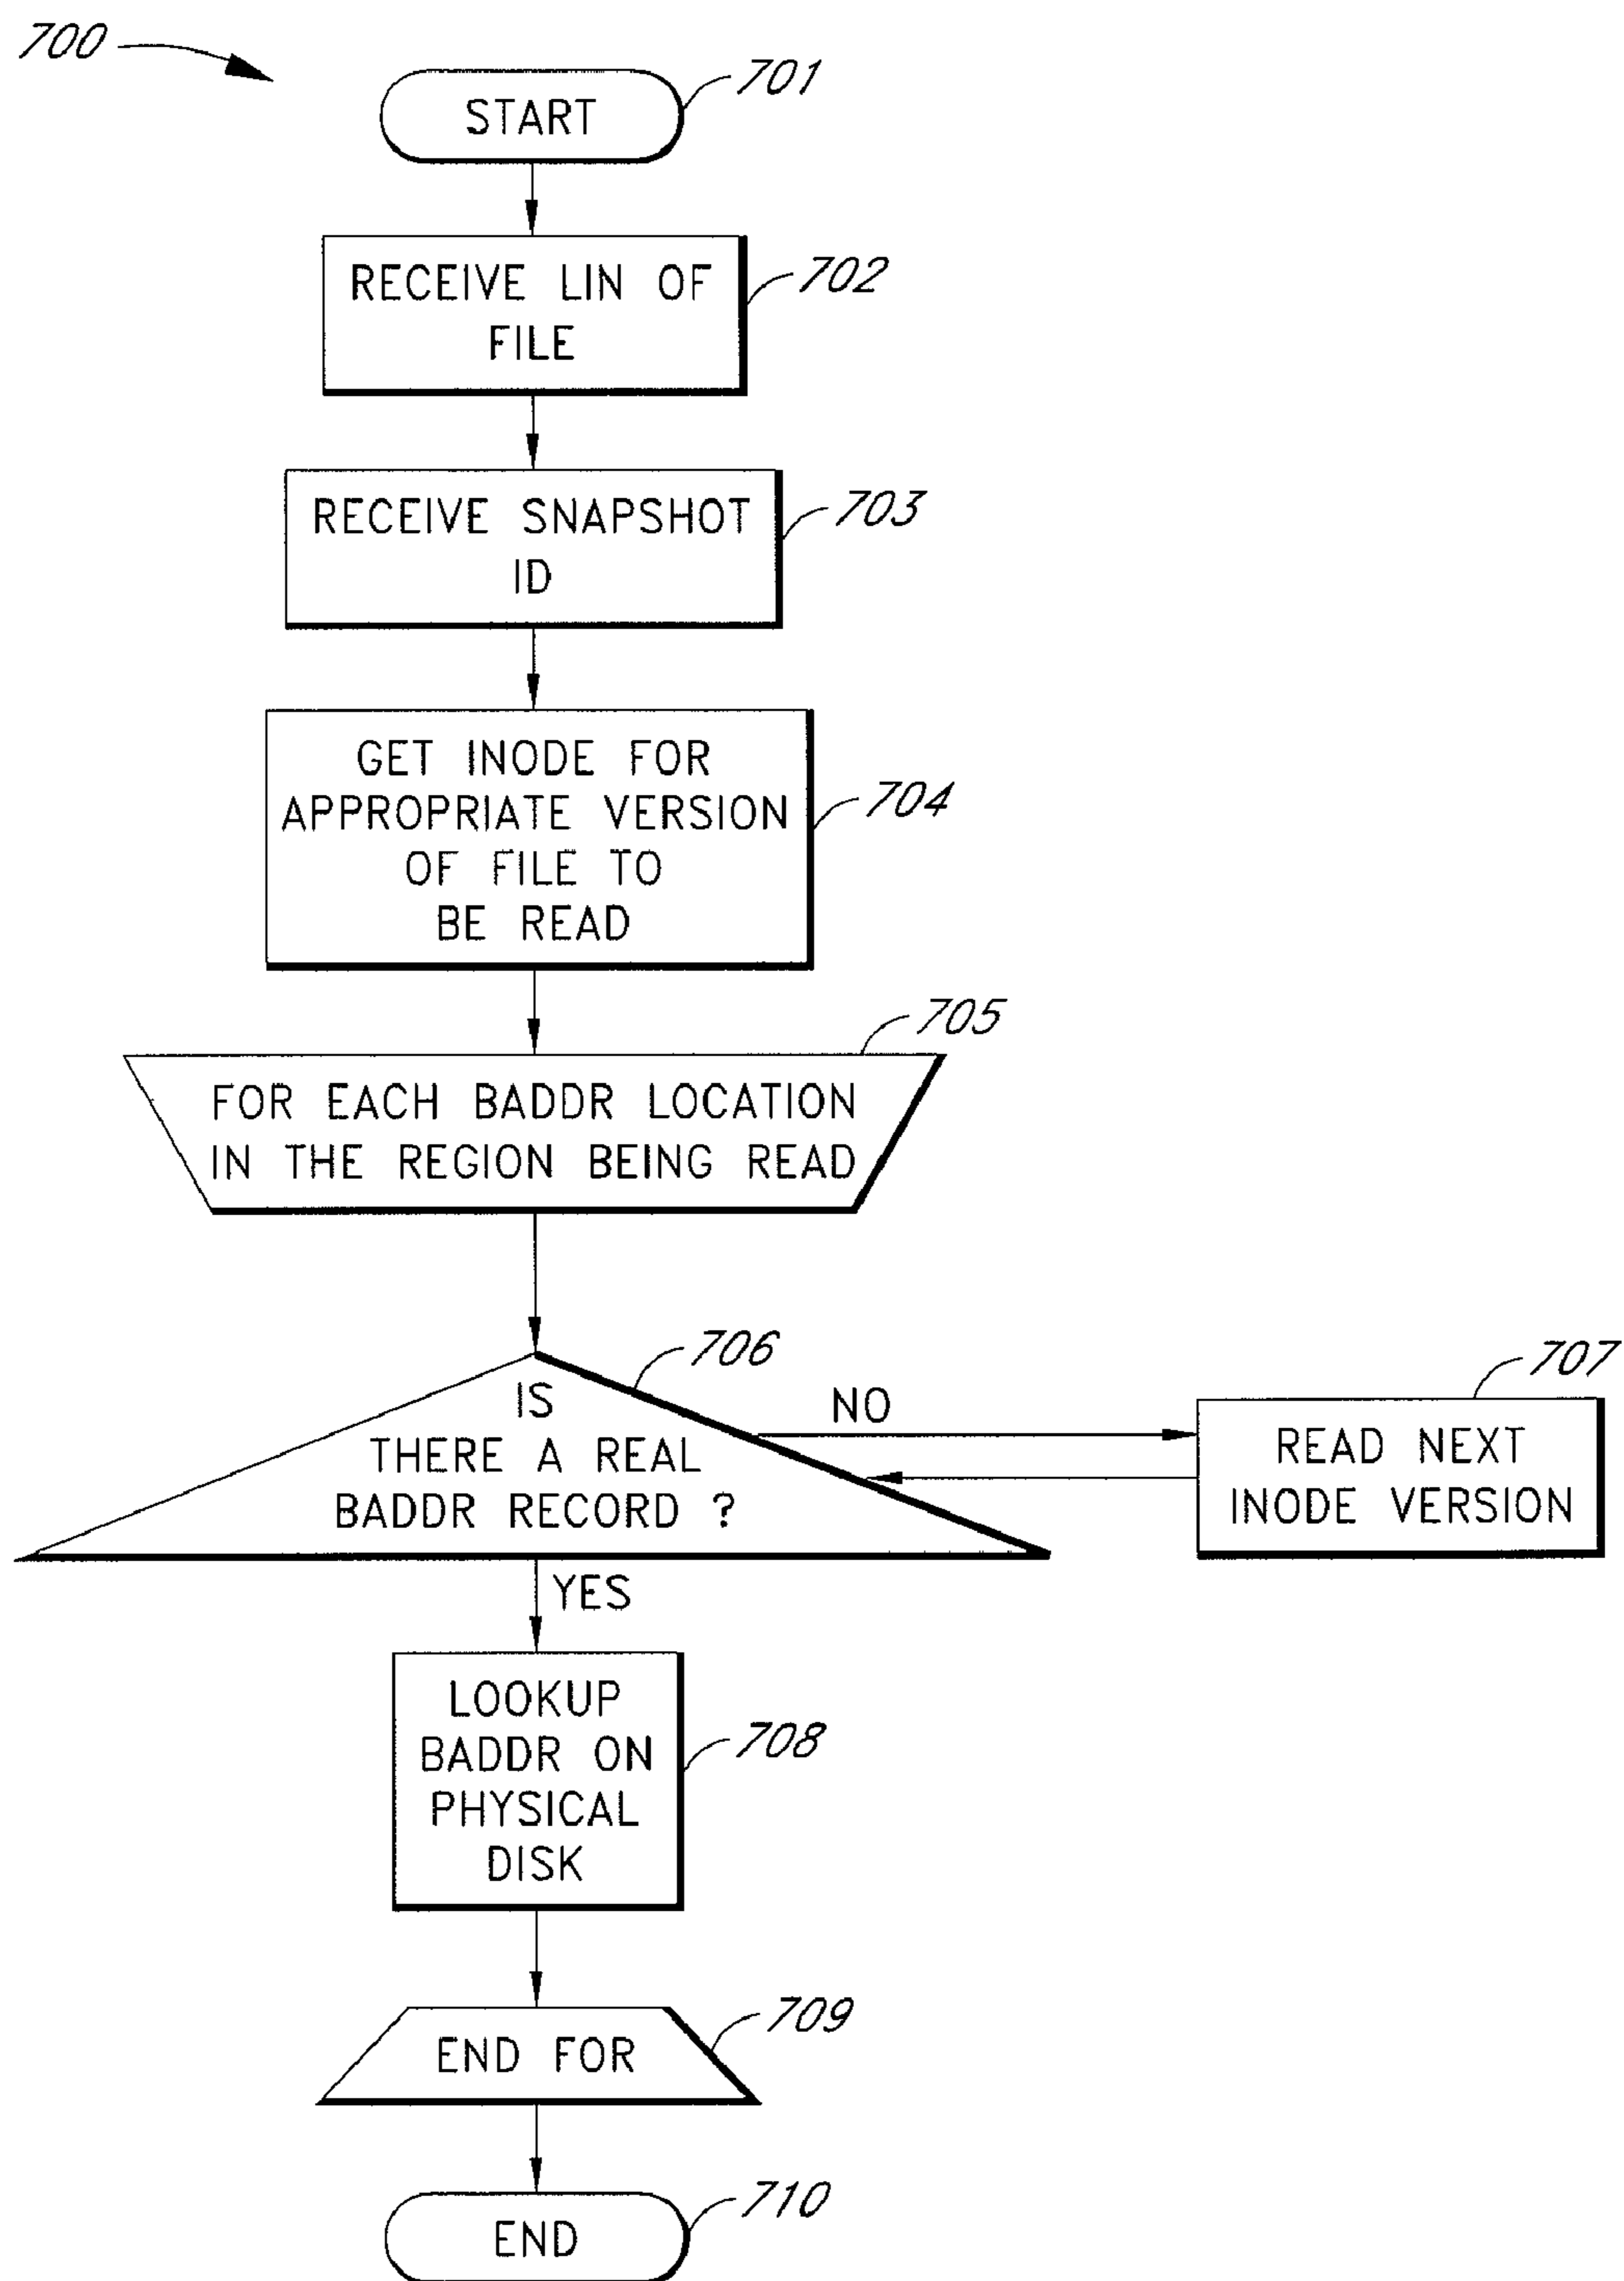 700
START
701
RECEIVE LIN OF
FILE
702
RECEIVE SNAPSHOT
ID
703
GET INODE FOR
APPROPRIATE VERSION
OF FILE TO
BE READ
704
705
FOR EACH BADDR LOCATION
IN THE REGION BEING READ
706
IS
THERE A REAL
BADDR RECORD ?
NO
707
READ NEXT
INODE VERSION
YES
LOOKUP
BADDR ON
PHYSICAL
DISK
708
END FOR
709
END
710